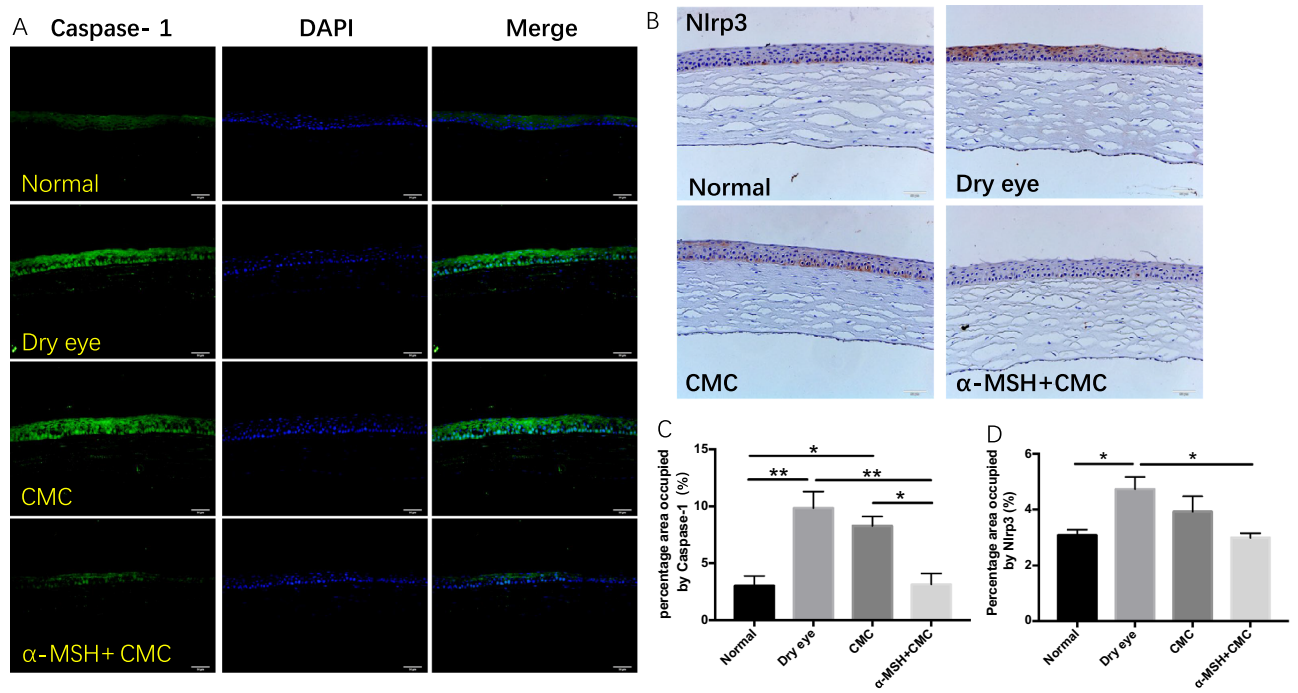 A
Caspase- 1
DAPI
Merge
Normal
Dry eye
CMC
α-MSH+ CMC
B
Nlrp3
Normal
Dry eye
CMC
α-MSH+CMC
C
percentage area occupied
by Caspase-1 (%)
15
10
5
0
*
**
**
*
Normal
Dry eye
CMC
α-MSH+CMC
D
Percentage area occupied
by Nlrp3 (%)
6
4
2
0
*
*
Normal
Dry eye
CMC
α-MSH+CMC